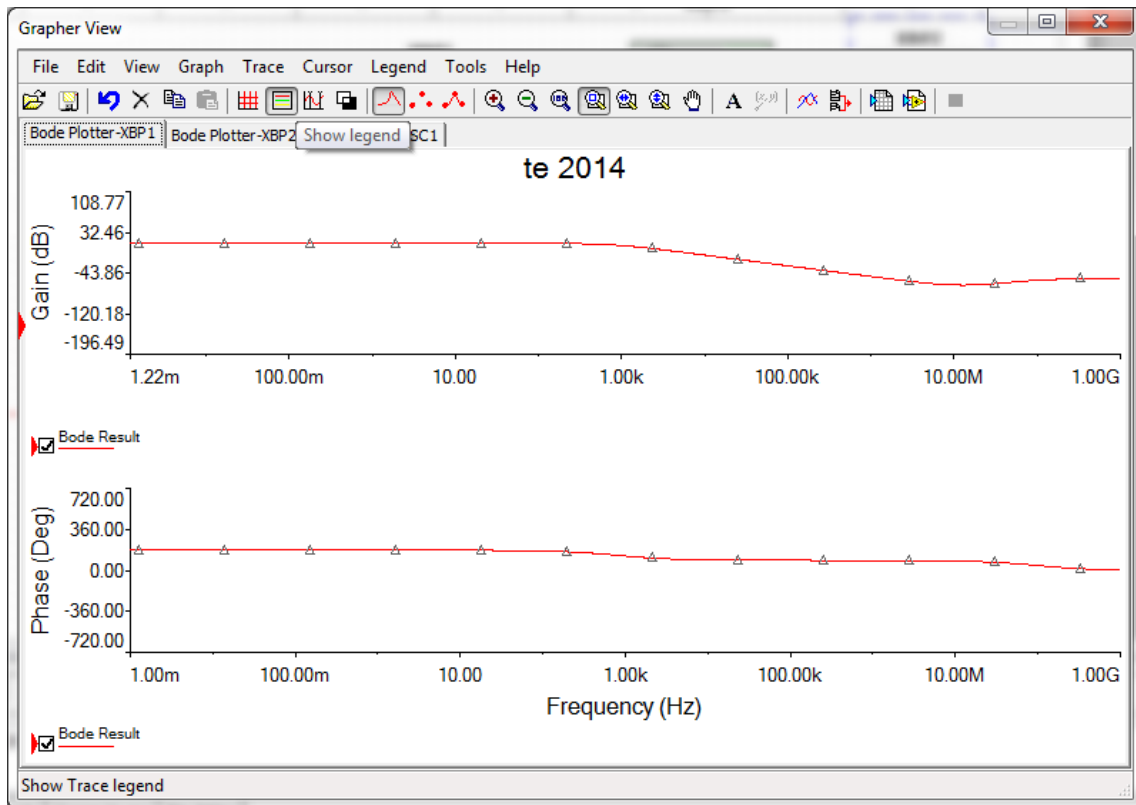 Grapher View
File Edit View Graph Trace Cursor Legend Tools Help
A (x,y)
Bode Plotter-XBP1 Bode Plotter-XBP2 Show legend SC1
te 2014
Gain (dB)
108.77
32.46
-43.86
-120.18
-196.49
1.22m 100.00m 10.00 1.00k 100.00k 10.00M 1.00G
Bode Result
Phase (Deg)
720.00
360.00
0.00
-360.00
-720.00
1.00m 100.00m 10.00 1.00k 100.00k 10.00M 1.00G
Frequency (Hz)
Bode Result
Show Trace legend